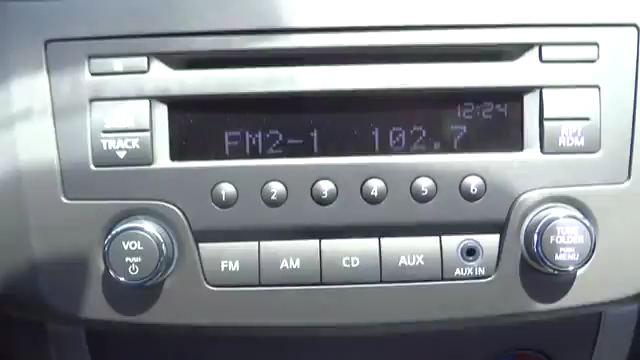 12:24
FM2-1 102.7
TRACK
RPT
RDM
1 2 3 4 5 6
VOL
PUSH
FM AM CD AUX
AUX IN
TUNE
FOLDER
PUSH
MENU